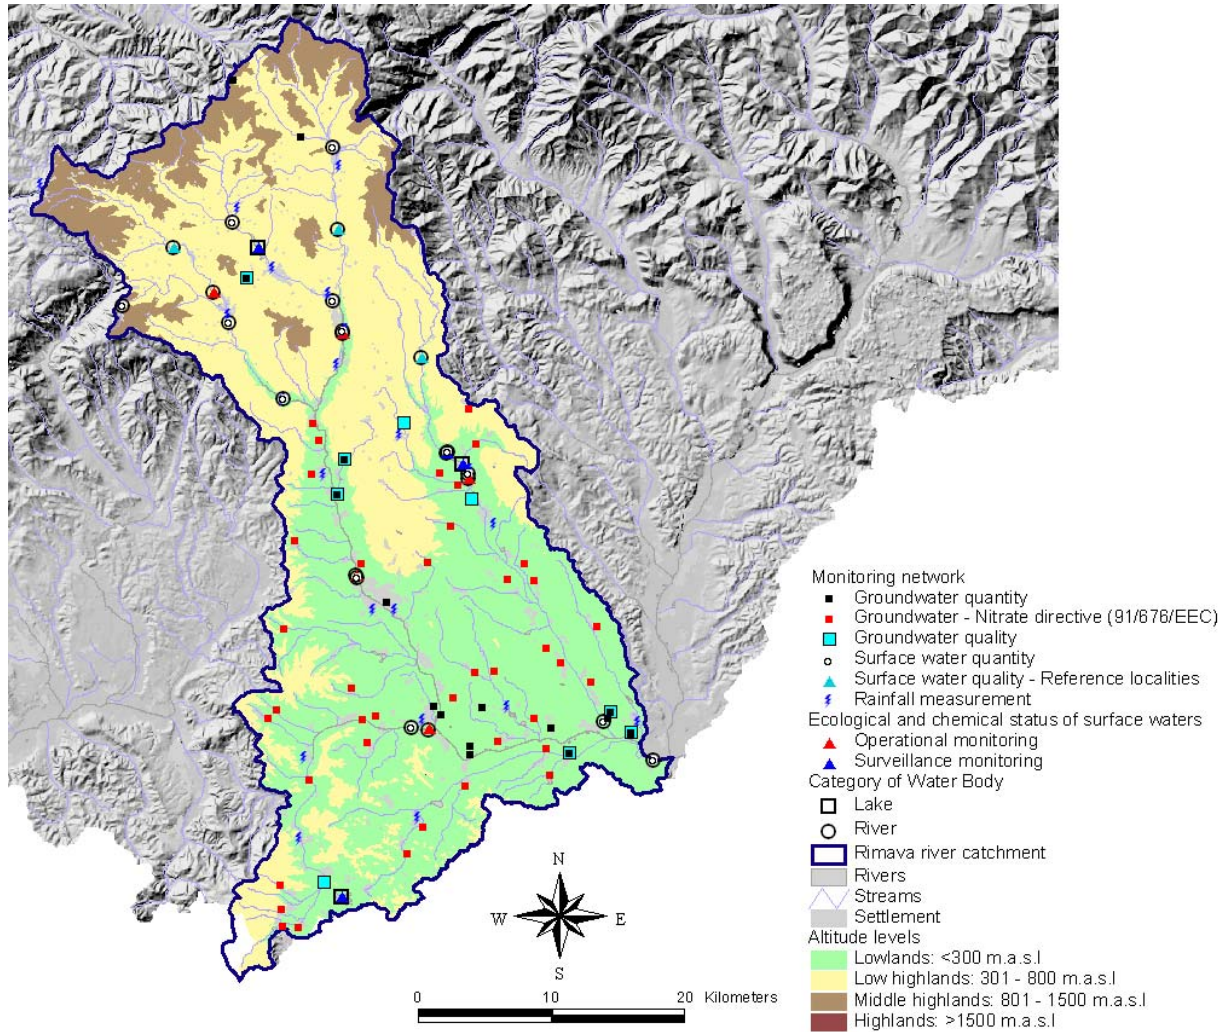 Monitoring network
Groundwater quantity
Groundwater - Nitrate directive (91/676/EEC)
Groundwater quality
Surface water quantity
Surface water quality - Reference localities
Rainfall measurement
Ecological and chemical status of surface waters
Operational monitoring
Surveillance monitoring
Category of Water Body
Lake
River
Rimava river catchment
Rivers
Streams
Settlement
Altitude levels
Lowlands: <300 m.a.s.l
Low highlands: 301 - 800 m.a.s.l
Middle highlands: 801 - 1500 m.a.s.l
Highlands: >1500 m.a.s.l
N
W E
S
0 10 20 Kilometers